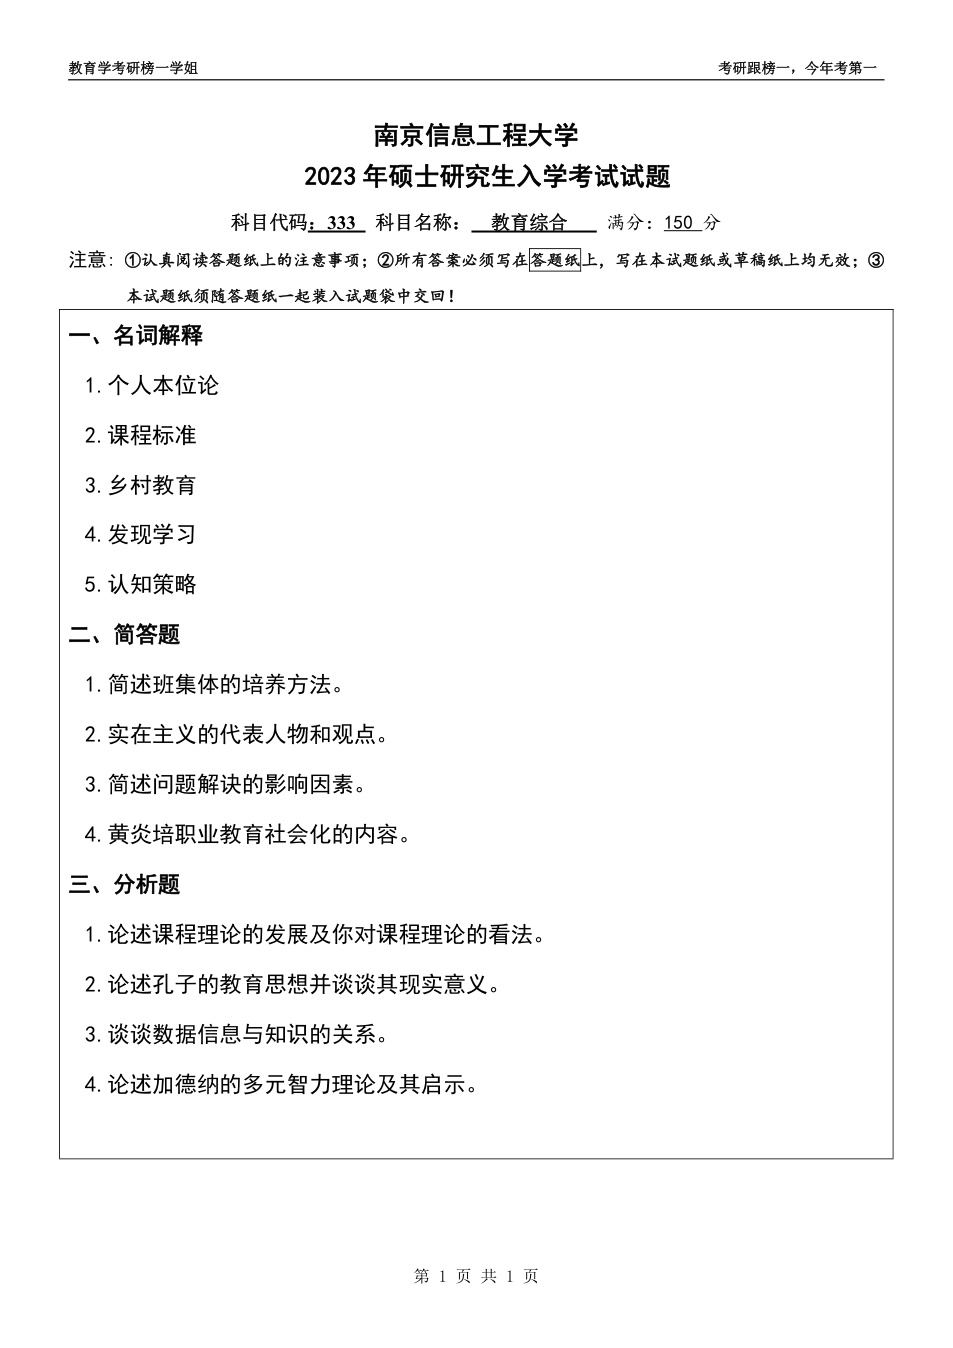 教育学考研榜一学姐 考研跟榜一，今年考第一
南京信息工程大学
2023 年硕士研究生入学考试试题
科目代码：333 科目名称： 教育综合 满分：150 分
注意：①认真阅读答题纸上的注意事项；②所有答案必须写在答题纸上，写在本试题纸或草稿纸上均无效；③
本试题纸须随答题纸一起装入试题袋中交回！
一、名词解释
1.个人本位论
2.课程标准
3.乡村教育
4.发现学习
5.认知策略
二、简答题
1.简述班集体的培养方法。
2.实在主义的代表人物和观点。
3.简述问题解诀的影响因素。
4.黄炎培职业教育社会化的内容。
三、分析题
1.论述课程理论的发展及你对课程理论的看法。
2.论述孔子的教育思想并谈谈其现实意义。
3.谈谈数据信息与知识的关系。
4.论述加德纳的多元智力理论及其启示。
第 1 页 共 1 页